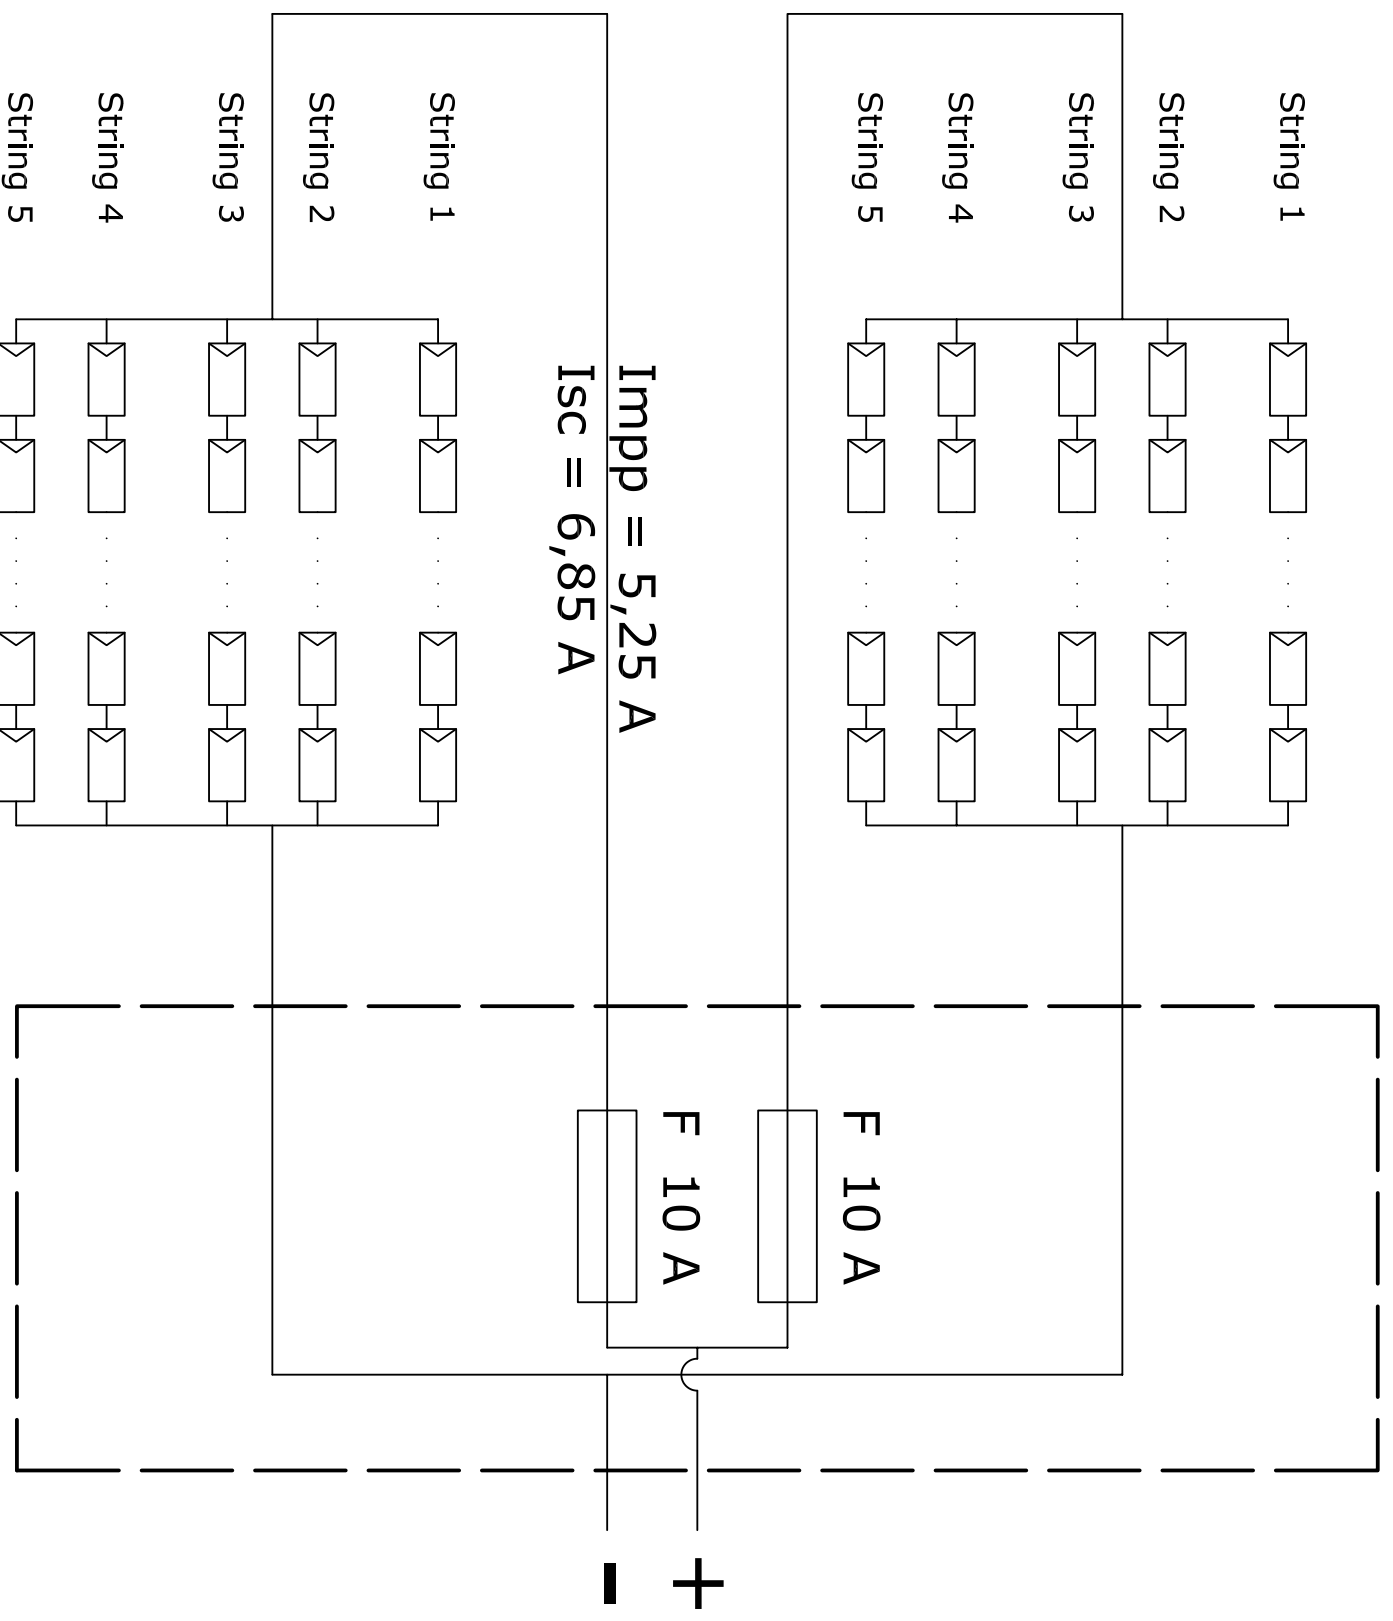 String 1
String 2
String 3
String 4
String 5
Impp = 5,25 A
Isc = 6,85 A
String 1
String 2
String 3
String 4
String 5
F 10 A
F 10 A
+
-